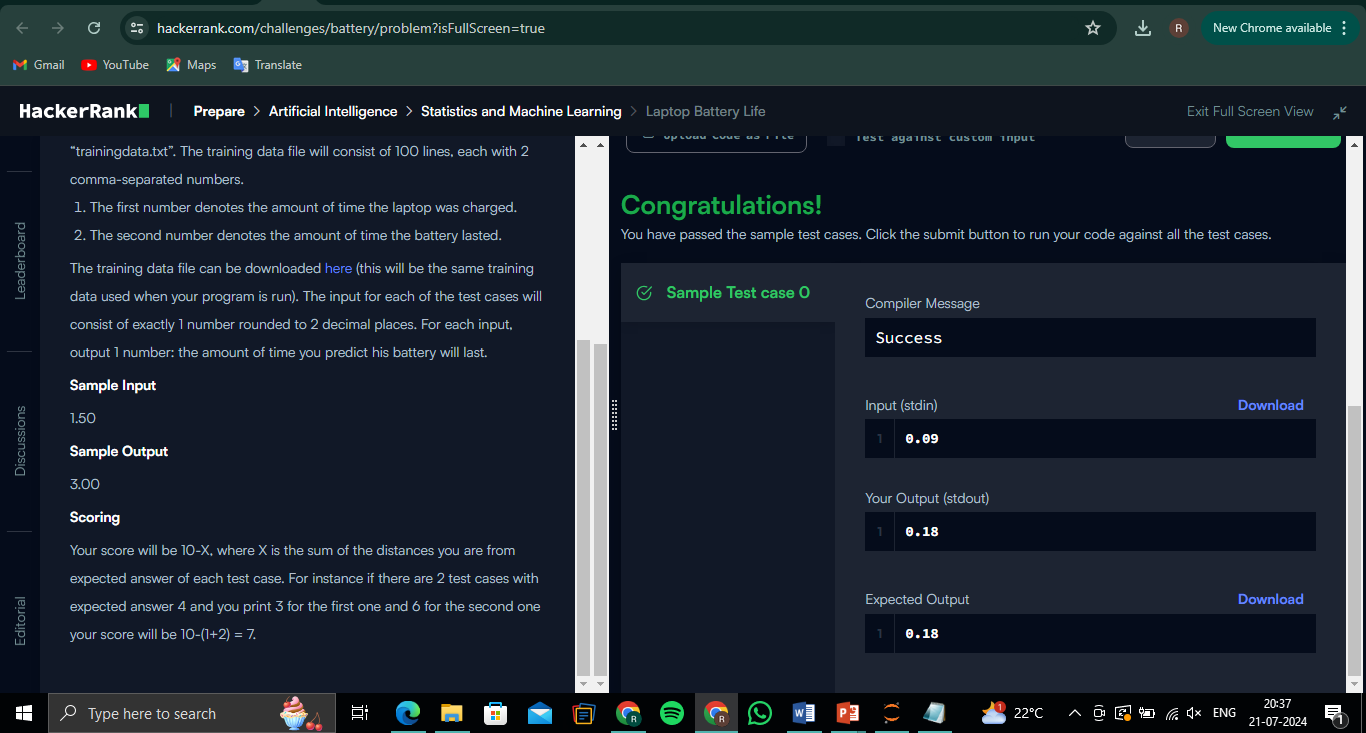 hackerrank.com/challenges/battery/problem?isFullScreen=true
R
New Chrome available
Gmail
YouTube
Maps
Translate
HackerRank
Prepare > Artificial Intelligence > Statistics and Machine Learning > Laptop Battery Life
Exit Full Screen View
Leaderboard
Discussions
Editorial
"trainingdata.txt". The training data file will consist of 100 lines, each with 2
comma-separated numbers.
1. The first number denotes the amount of time the laptop was charged.
2. The second number denotes the amount of time the battery lasted.
The training data file can be downloaded here (this will be the same training
data used when your program is run). The input for each of the test cases will
consist of exactly 1 number rounded to 2 decimal places. For each input,
output 1 number: the amount of time you predict his battery will last.
Sample Input
1.50
Sample Output
3.00
Scoring
Your score will be 10-X, where X is the sum of the distances you are from
expected answer of each test case. For instance if there are 2 test cases with
expected answer 4 and you print 3 for the first one and 6 for the second one
your score will be 10-(1+2) = 7.
Upload Code as File
Test against custom input
Congratulations!
You have passed the sample test cases. Click the submit button to run your code against all the test cases.
Sample Test case 0
Compiler Message
Success
Input (stdin)
Download
1 0.09
Your Output (stdout)
1 0.18
Expected Output
Download
1 0.18
Type here to search
22°C
ENG
20:37
21-07-2024
1